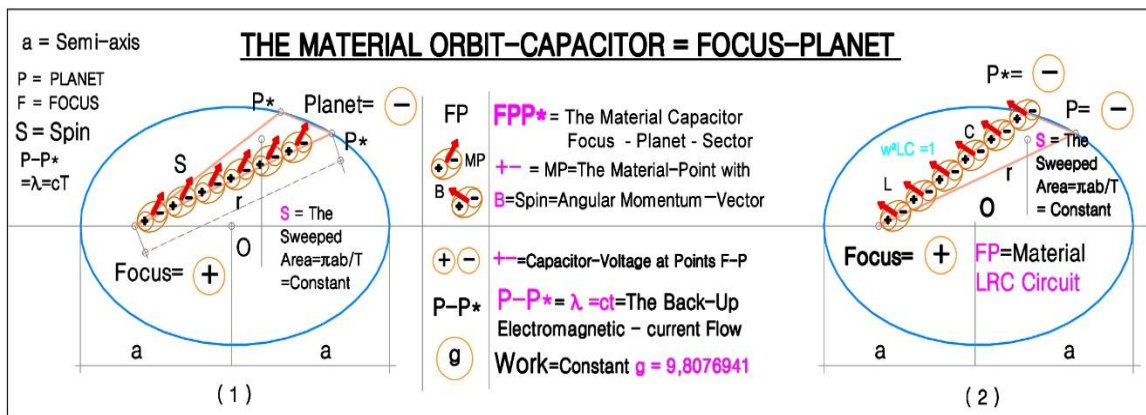 THE MATERIAL ORBIT-CAPACITOR = FOCUS-PLANET
a = Semi-axis
P = PLANET
F = FOCUS
S = Spin
P-P*
=λ=cT
P*
Planet= −
P*
S
r
S = The
Sweeped
Area=πab/T
=Constant
O
Focus= +
a
a
( 1 )
FP
MP
B
+ −
P-P*
g
FPP*= The Material Capacitor
Focus - Planet - Sector
+−= MP=The Material-Point with
B=Spin=Angular Momentum-Vector
+−=Capacitor-Voltage at Points F-P
P-P*= λ =ct=The Back-Up
Electromagnetic - current Flow
Work=Constant g = 9,8076941
P*= −
P= −
C
w²LC =1
L
r
S = The
Sweeped
Area=πab/T
= Constant
O
Focus= +
FP=Material
LRC Circuit
a
a
( 2 )